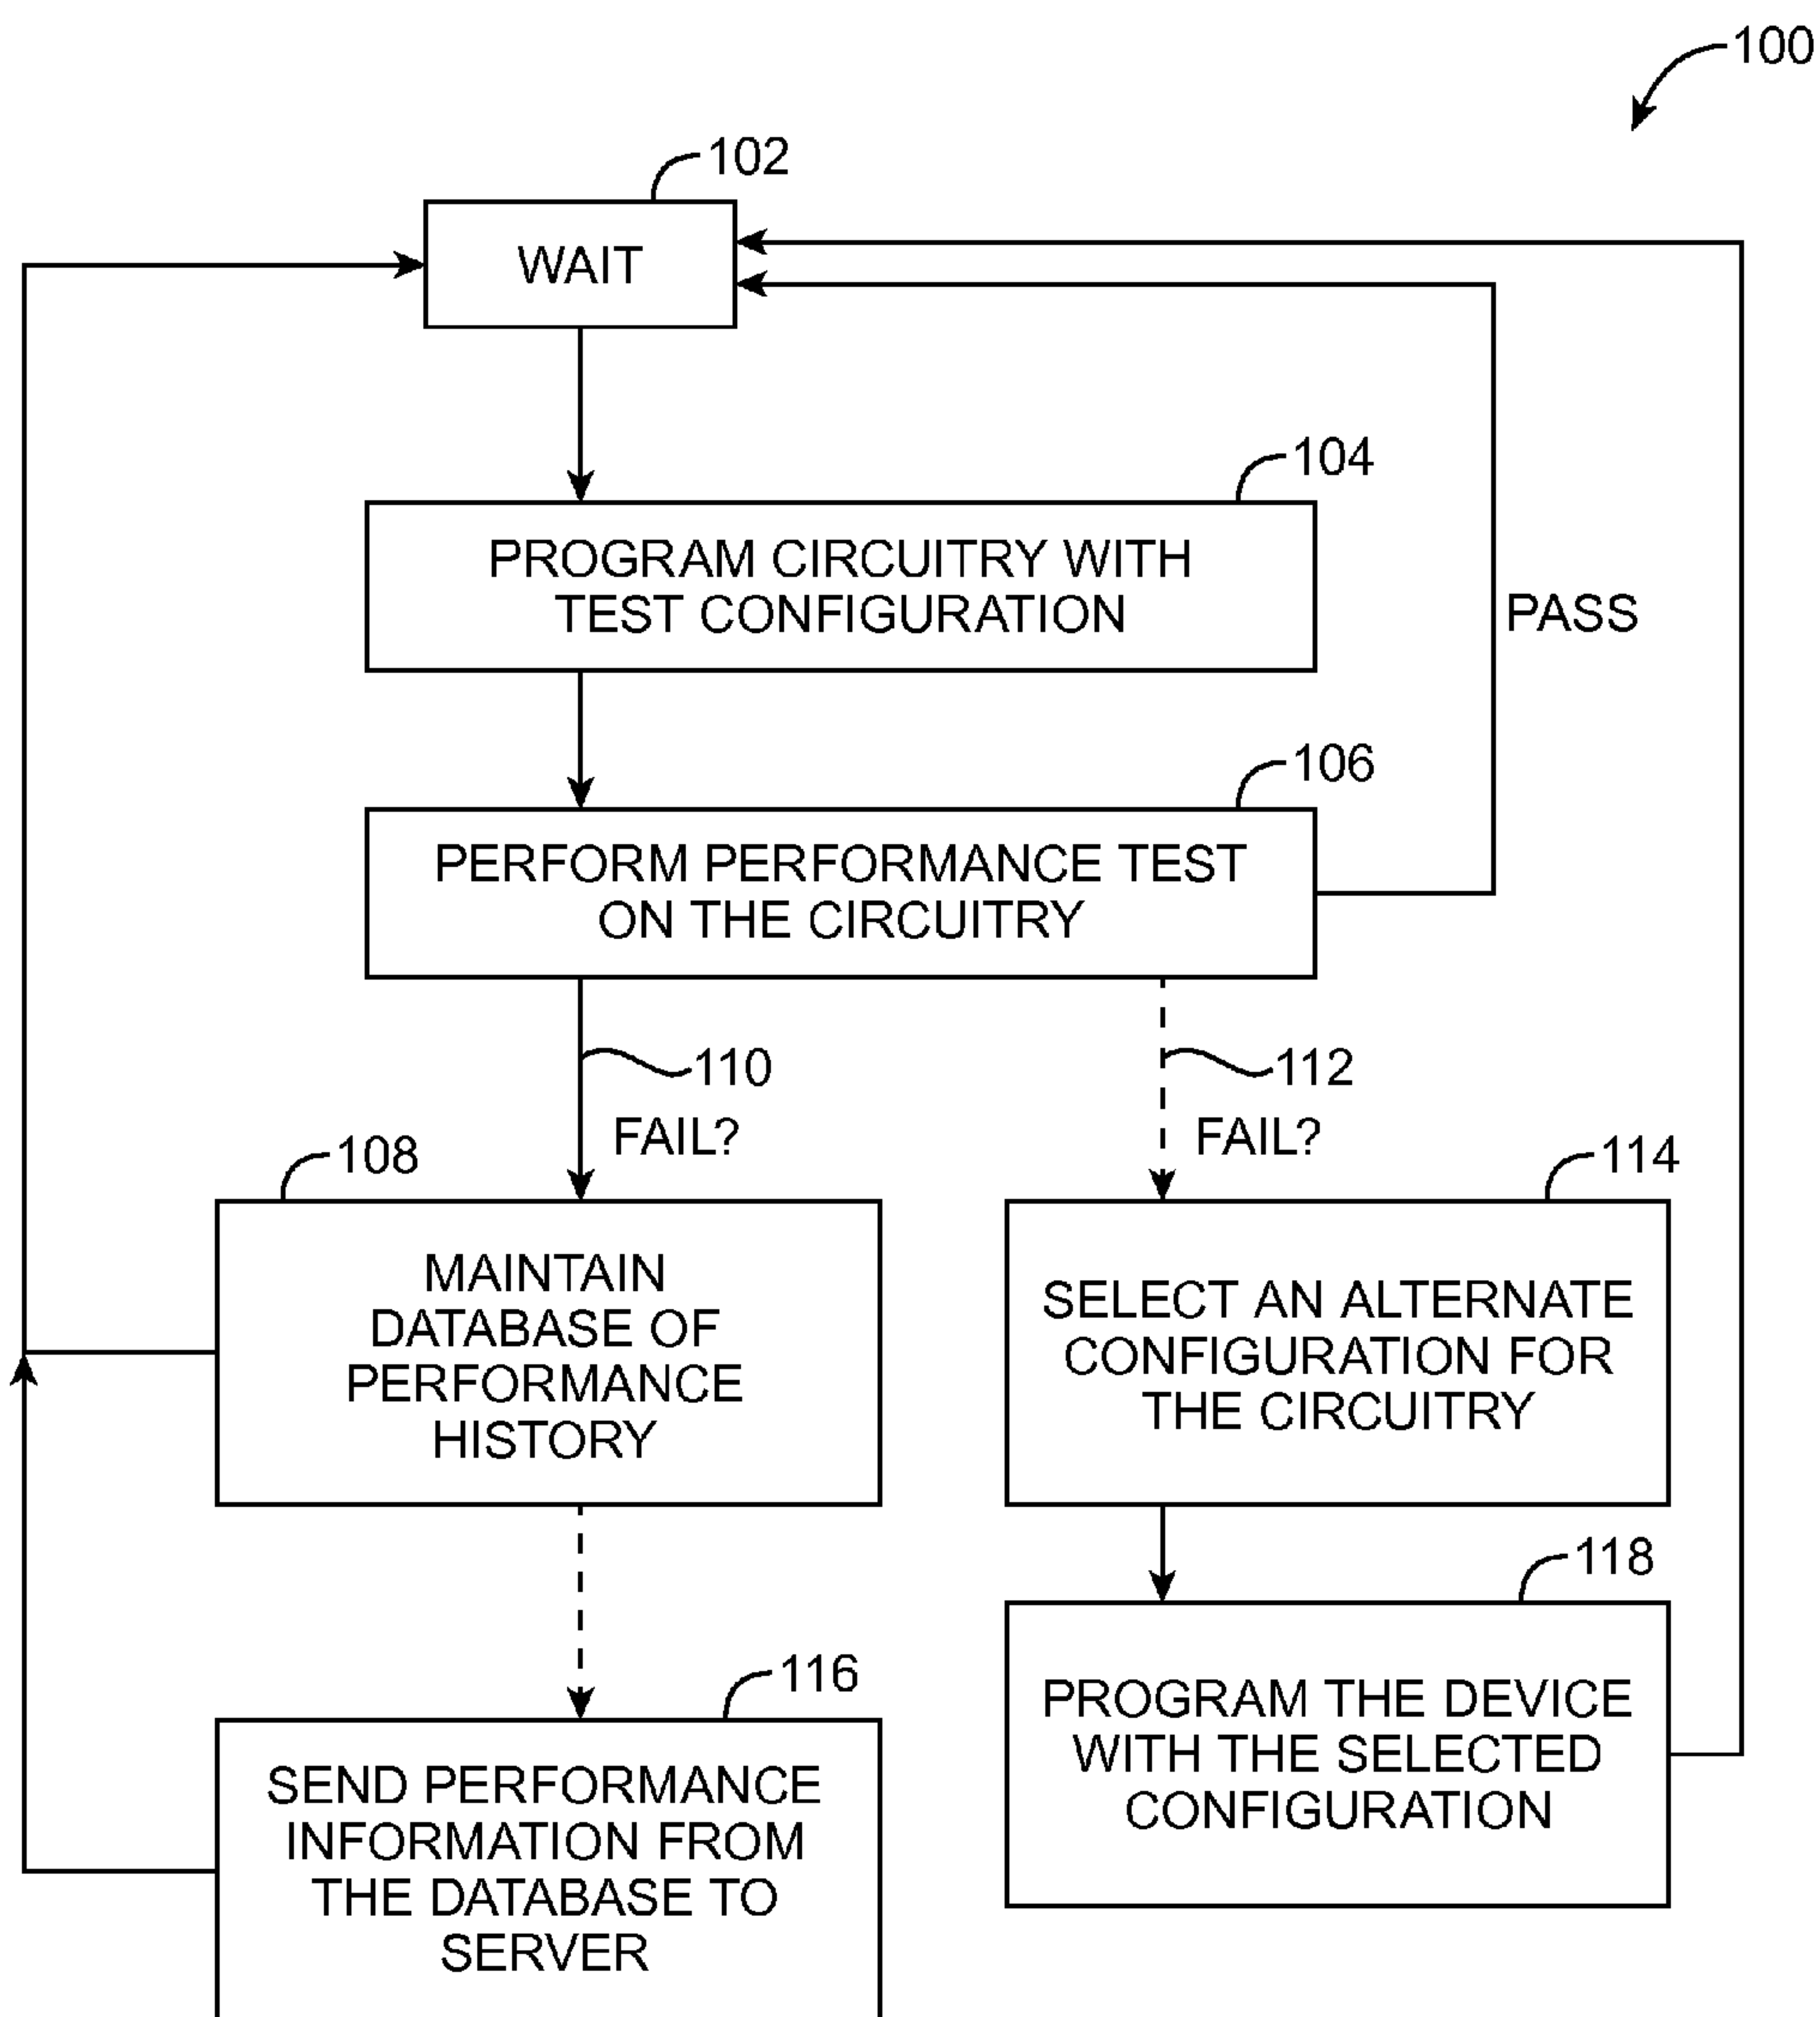 100
102
WAIT
104
PROGRAM CIRCUITRY WITH
TEST CONFIGURATION
PASS
106
PERFORM PERFORMANCE TEST
ON THE CIRCUITRY
110
FAIL?
112
FAIL?
108
MAINTAIN
DATABASE OF
PERFORMANCE
HISTORY
114
SELECT AN ALTERNATE
CONFIGURATION FOR
THE CIRCUITRY
116
SEND PERFORMANCE
INFORMATION FROM
THE DATABASE TO
SERVER
118
PROGRAM THE DEVICE
WITH THE SELECTED
CONFIGURATION